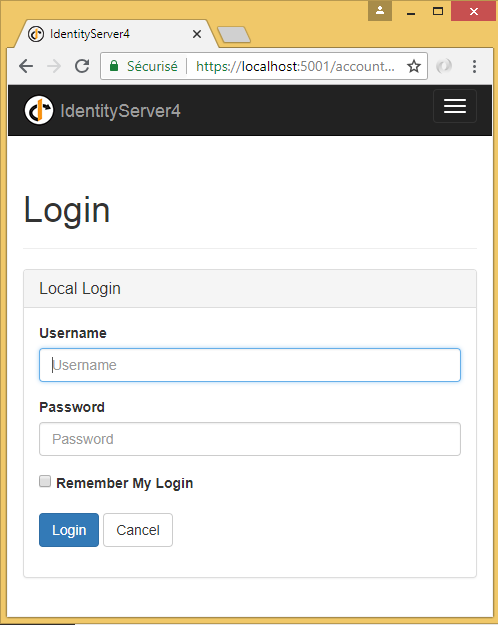 IdentityServer4
Sécurisé https://localhost:5001/account...
IdentityServer4
Login
Local Login
Username
Username
Password
Password
Remember My Login
Login Cancel